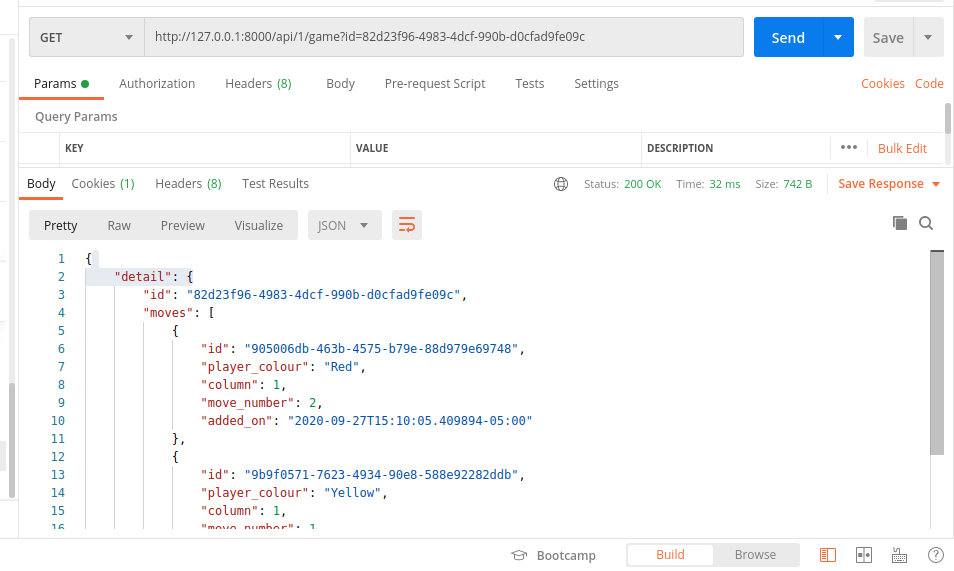 GET http://127.0.0.1:8000/api/1/game?id=82d23f96-4983-4dcf-990b-d0cfad9fe09c Send Save
Params Authorization Headers (8) Body Pre-request Script Tests Settings Cookies Code
Query Params
KEY VALUE DESCRIPTION ••• Bulk Edit
Body Cookies (1) Headers (8) Test Results Status: 200 OK Time: 32 ms Size: 742 B Save Response
Pretty Raw Preview Visualize JSON
1 {
2 "detail": {
3 "id": "82d23f96-4983-4dcf-990b-d0cfad9fe09c",
4 "moves": [
5 {
6 "id": "905006db-463b-4575-b79e-88d979e69748",
7 "player_colour": "Red",
8 "column": 1,
9 "move_number": 2,
10 "added_on": "2020-09-27T15:10:05.409894-05:00"
11 },
12 {
13 "id": "9b9f0571-7623-4934-90e8-588e92282ddb",
14 "player_colour": "Yellow",
15 "column": 1,
16 "move_number": 1
Bootcamp Build Browse